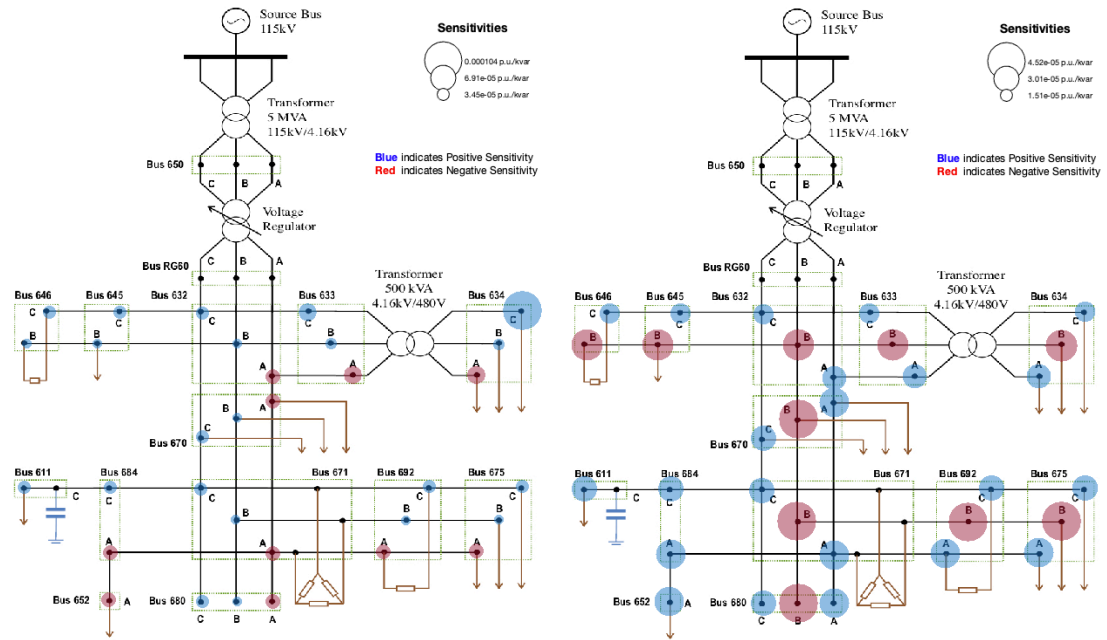 Source Bus
115kV
Sensitivities
0.000104 p.u./kvar
6.91e-05 p.u./kvar
3.45e-05 p.u./kvar
Transformer
5 MVA
115kV/4.16kV
Bus 650
C B A
Blue indicates Positive Sensitivity
Red indicates Negative Sensitivity
Voltage
Regulator
C B A
Bus RG60
Transformer
500 kVA
4.16kV/480V
Bus 646 Bus 645 Bus 632 Bus 633 Bus 634
C C C C C
B B B B B
A A A
A
B
C
Bus 670
Bus 611 Bus 684 Bus 671 Bus 692 Bus 675
C C C C C
B B B
A A A A
Bus 652 A Bus 680
C B A
Source Bus
115kV
Sensitivities
4.52e-05 p.u./kvar
3.01e-05 p.u./kvar
1.51e-05 p.u./kvar
Transformer
5 MVA
115kV/4.16kV
Bus 650
C B A
Blue indicates Positive Sensitivity
Red indicates Negative Sensitivity
Voltage
Regulator
C B A
Bus RG60
Transformer
500 kVA
4.16kV/480V
Bus 646 Bus 645 Bus 632 Bus 633 Bus 634
C C C C C
B B B B B
A A A
A
B
C
Bus 670
Bus 611 Bus 684 Bus 671 Bus 692 Bus 675
C C C C C
B B B
A A A A
Bus 652 A Bus 680
C B A